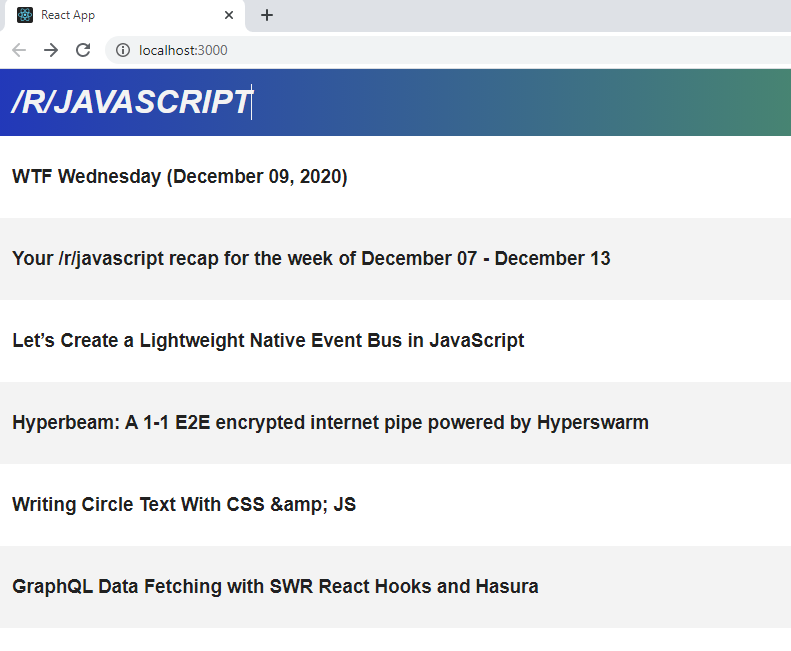 React App
localhost:3000
/R/JAVASCRIPT
WTF Wednesday (December 09, 2020)
Your /r/javascript recap for the week of December 07 - December 13
Let’s Create a Lightweight Native Event Bus in JavaScript
Hyperbeam: A 1-1 E2E encrypted internet pipe powered by Hyperswarm
Writing Circle Text With CSS &amp; JS
GraphQL Data Fetching with SWR React Hooks and Hasura